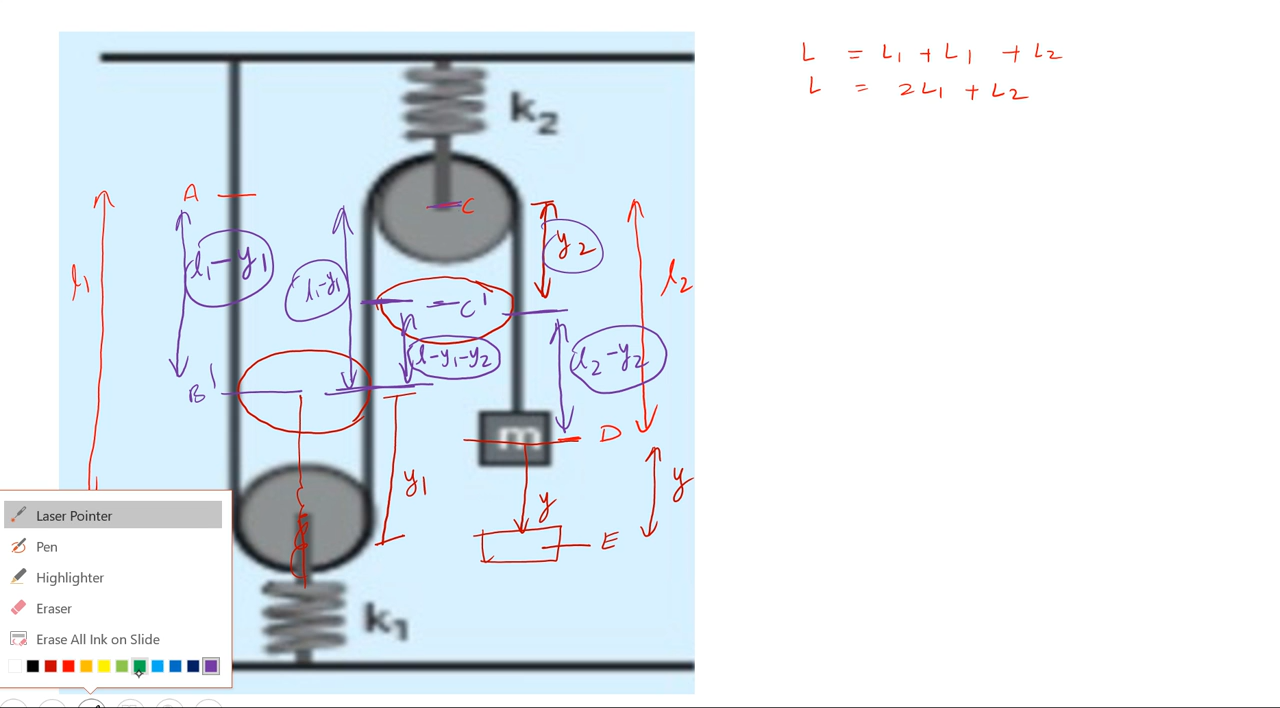 L = L1 + L1 + L2
L = 2L1 + L2
k2
A
C
y2
l1
l1-y1
l1-y1
C'
l2
l-y1-y2
l2-y2
B'
m
D
y1
y
y
E
k1
Laser Pointer
Pen
Highlighter
Eraser
Erase All Ink on Slide